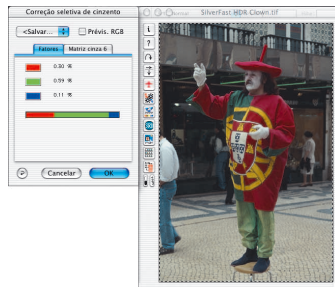 Correção seletiva de cinzento
<Salvar...
Prévis. RGB
Fatores
Matriz cinza 6
0.30 %
0.59 %
0.11 %
Cancelar
OK
SilverFast HDR Clown.tif